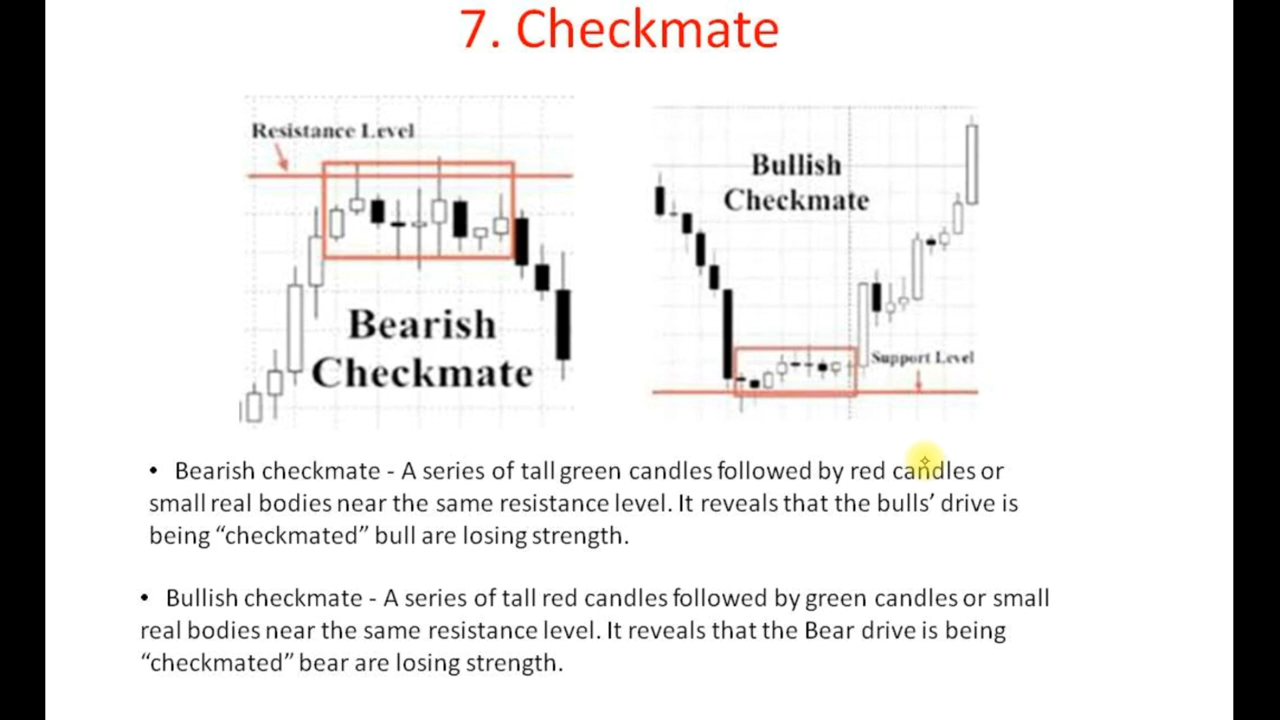 7. Checkmate
Resistance Level
Bearish
Checkmate
Bullish
Checkmate
Support Level
• Bearish checkmate - A series of tall green candles followed by red candles or
small real bodies near the same resistance level. It reveals that the bulls’ drive is
being “checkmated” bull are losing strength.
• Bullish checkmate - A series of tall red candles followed by green candles or small
real bodies near the same resistance level. It reveals that the Bear drive is being
“checkmated” bear are losing strength.